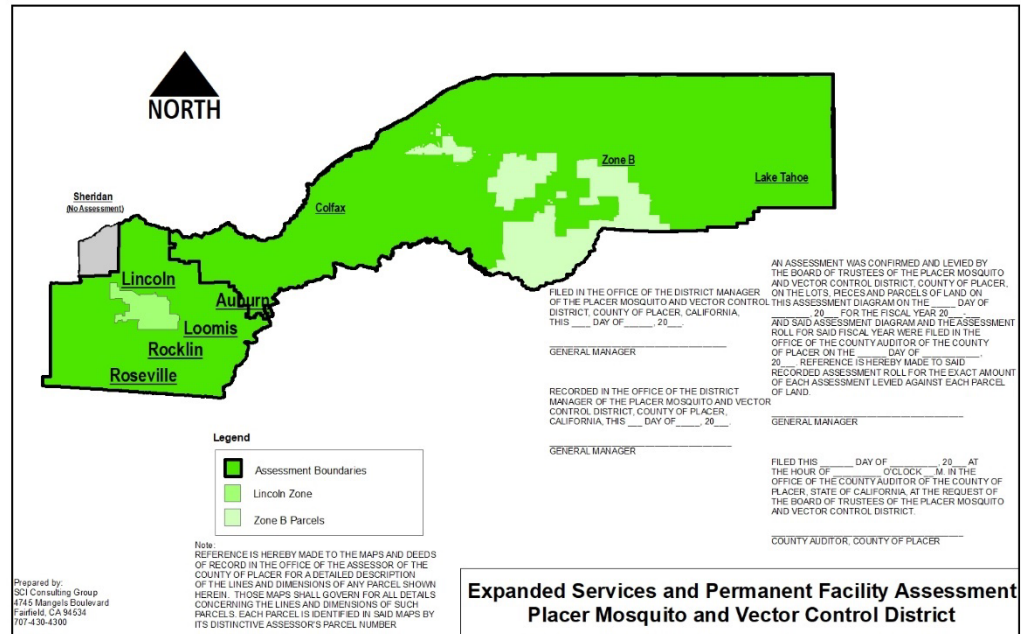 NORTH
Sheridan
(No Assessment)
Zone B
Lake Tahoe
Colfax
Lincoln
Auburn
Loomis
Rocklin
Roseville
FILED IN THE OFFICE OF THE DISTRICT MANAGER
OF THE PLACER MOSQUITO AND VECTOR CONTROL
DISTRICT, COUNTY OF PLACER, CALIFORNIA,
THIS ____ DAY OF______, 20___.
GENERAL MANAGER
RECORDED IN THE OFFICE OF THE DISTRICT
MANAGER OF THE PLACER MOSQUITO AND VECTOR
CONTROL DISTRICT, COUNTY OF PLACER,
CALIFORNIA, THIS ___ DAY OF_____, 20___.
GENERAL MANAGER
AN ASSESSMENT WAS CONFIRMED AND LEVIED BY
THE BOARD OF TRUSTEES OF THE PLACER MOSQUITO
AND VECTOR CONTROL DISTRICT, COUNTY OF PLACER,
ON THE LOTS, PIECES AND PARCELS OF LAND ON
THIS ASSESSMENT DIAGRAM ON THE _____ DAY OF
________, 20___ FOR THE FISCAL YEAR 20___-___
AND SAID ASSESSMENT DIAGRAM AND THE ASSESSMENT
ROLL FOR SAID FISCAL YEAR WERE FILED IN THE
OFFICE OF THE COUNTY AUDITOR OF THE COUNTY
OF PLACER ON THE ______ DAY OF _________,
20___. REFERENCE IS HEREBY MADE TO SAID
RECORDED ASSESSMENT ROLL FOR THE EXACT AMOUNT
OF EACH ASSESSMENT LEVIED AGAINST EACH PARCEL
OF LAND.
GENERAL MANAGER
FILED THIS _______ DAY OF __________, 20___ AT
THE HOUR OF __________ O'CLOCK ___M. IN THE
OFFICE OF THE COUNTY AUDITOR OF THE COUNTY OF
PLACER, STATE OF CALIFORNIA, AT THE REQUEST OF
THE BOARD OF TRUSTEES OF THE PLACER MOSQUITO
AND VECTOR CONTROL DISTRICT.
COUNTY AUDITOR, COUNTY OF PLACER
Legend
Assessment Boundaries
Lincoln Zone
Zone B Parcels
Note:
REFERENCE IS HEREBY MADE TO THE MAPS AND DEEDS
OF RECORD IN THE OFFICE OF THE ASSESSOR OF THE
COUNTY OF PLACER FOR A DETAILED DESCRIPTION
OF THE LINES AND DIMENSIONS OF ANY PARCEL SHOWN
HEREIN. THOSE MAPS SHALL GOVERN FOR ALL DETAILS
CONCERNING THE LINES AND DIMENSIONS OF SUCH
PARCELS. EACH PARCEL IS IDENTIFIED IN SAID MAPS BY
ITS DISTINCTIVE ASSESSOR'S PARCEL NUMBER
Prepared by:
SCI Consulting Group
4745 Mangels Boulevard
Fairfield, CA 94534
707-430-4300
Expanded Services and Permanent Facility Assessment
Placer Mosquito and Vector Control District